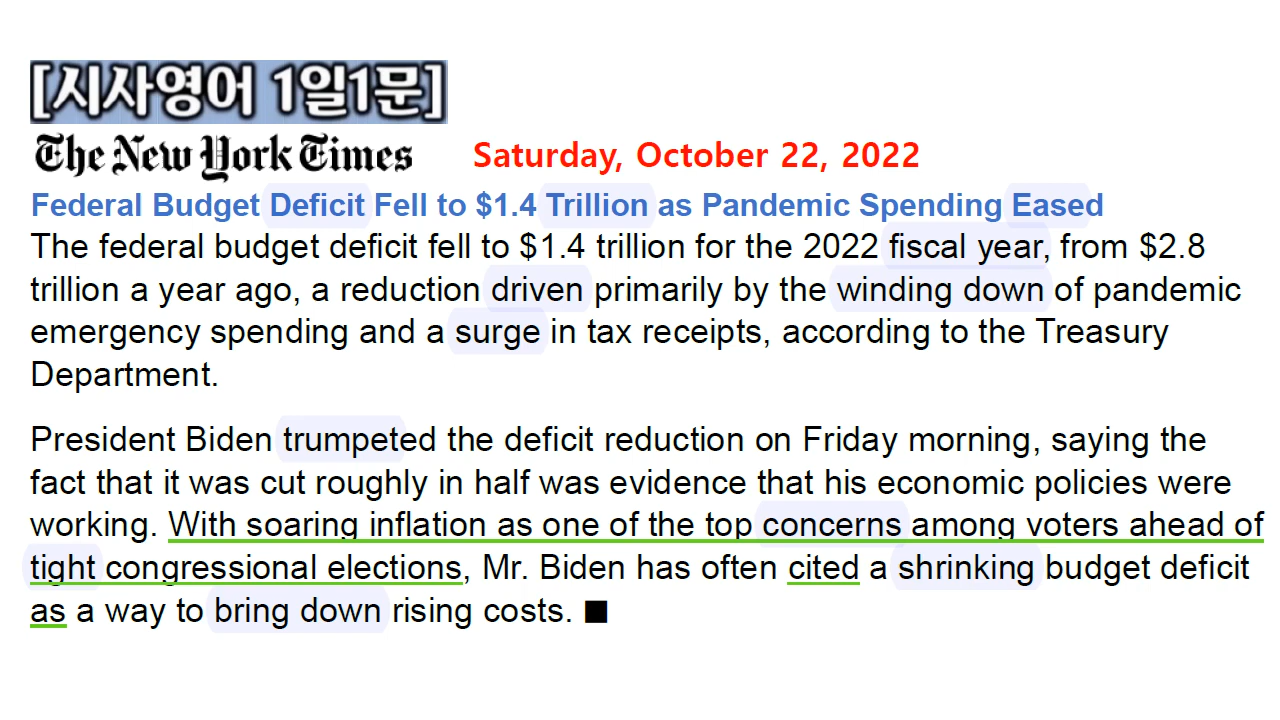 [시사영어 1일1문]
The New York Times Saturday, October 22, 2022
Federal Budget Deficit Fell to $1.4 Trillion as Pandemic Spending Eased
The federal budget deficit fell to $1.4 trillion for the 2022 fiscal year, from $2.8
trillion a year ago, a reduction driven primarily by the winding down of pandemic
emergency spending and a surge in tax receipts, according to the Treasury
Department.
President Biden trumpeted the deficit reduction on Friday morning, saying the
fact that it was cut roughly in half was evidence that his economic policies were
working. With soaring inflation as one of the top concerns among voters ahead of
tight congressional elections, Mr. Biden has often cited a shrinking budget deficit
as a way to bring down rising costs. ■